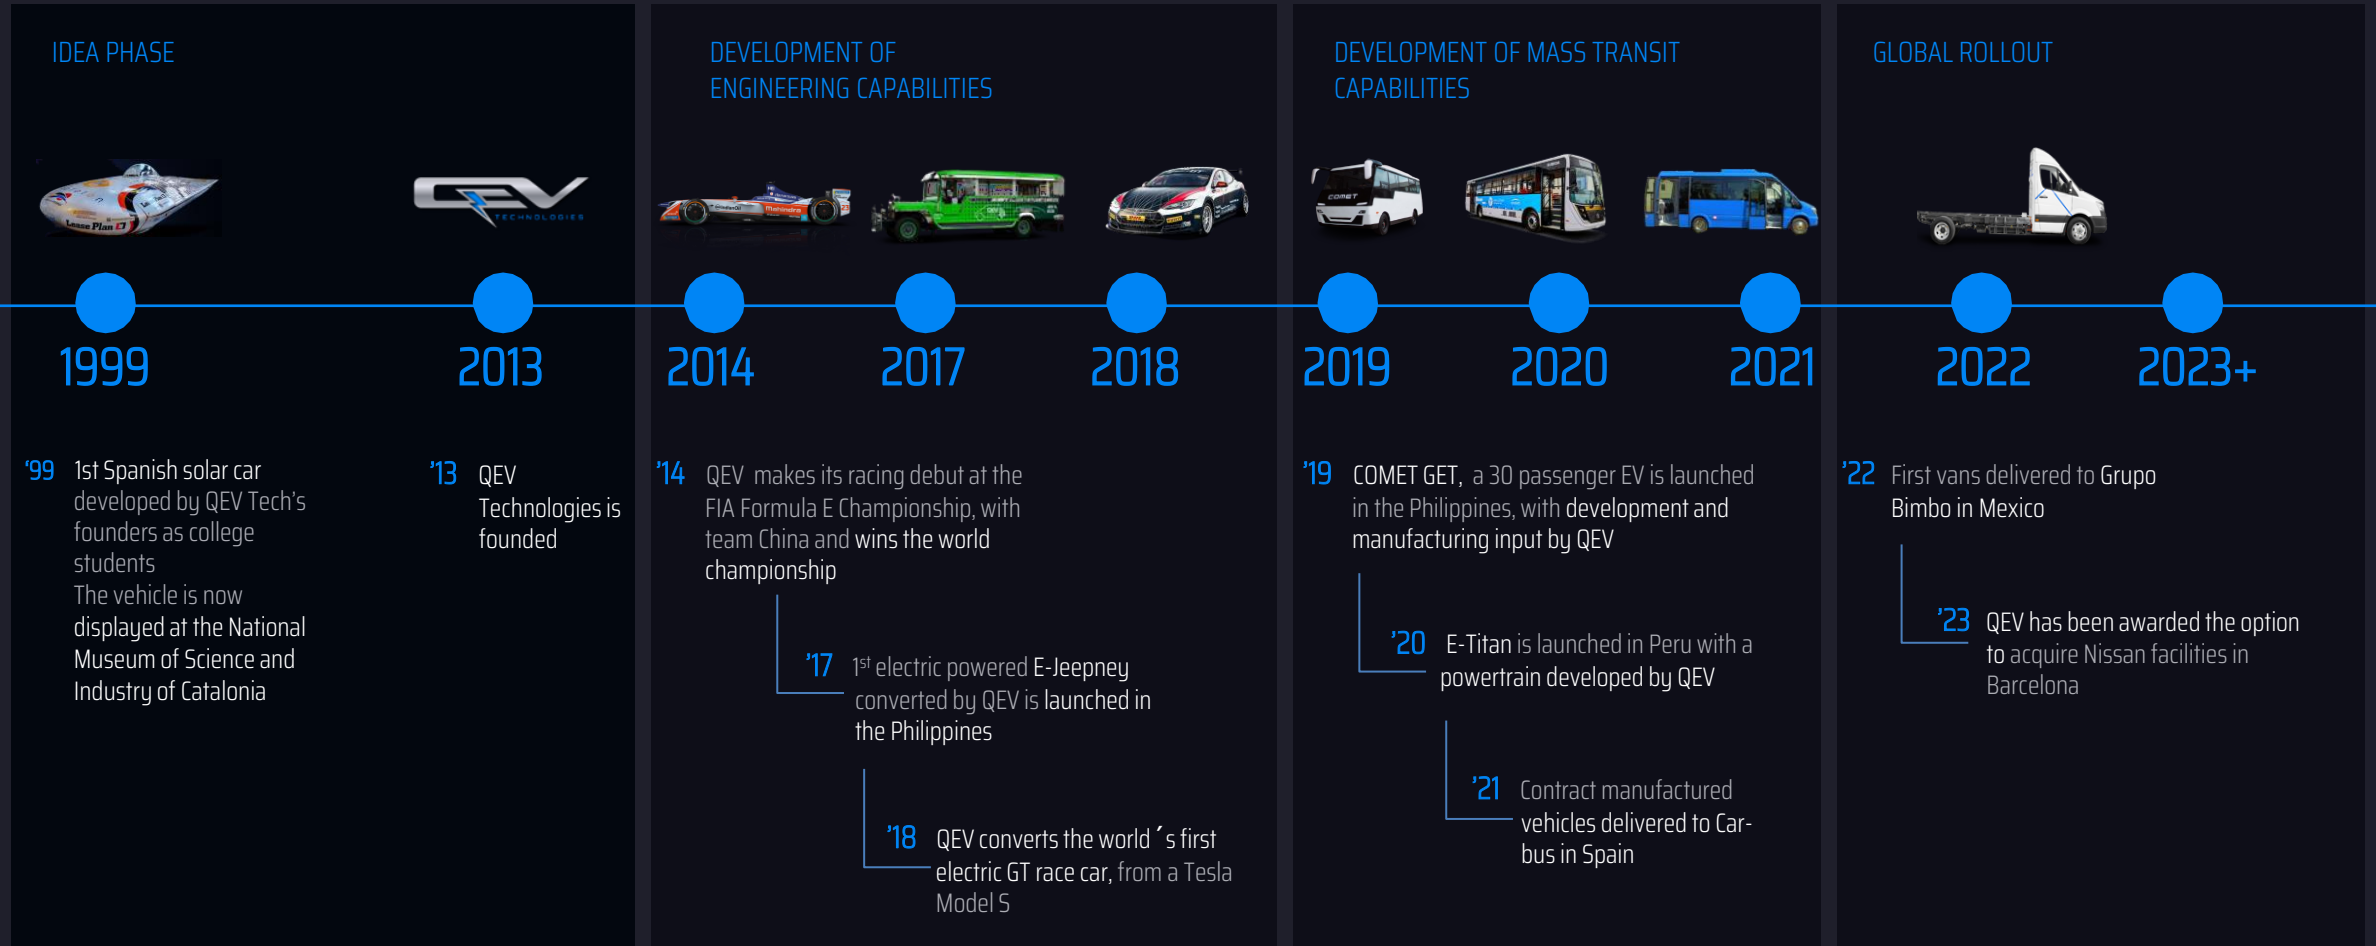 IDEA PHASE
DEVELOPMENT OF
ENGINEERING CAPABILITIES
DEVELOPMENT OF MASS TRANSIT
CAPABILITIES
GLOBAL ROLLOUT
Lease Plan
QEV
TECHNOLOGIES
Mahindra
COMET
1999
2013
2014
2017
2018
2019
2020
2021
2022
2023+
‘99 1st Spanish solar car
developed by QEV Tech’s
founders as college
students
The vehicle is now
displayed at the National
Museum of Science and
Industry of Catalonia
’13 QEV
Technologies is
founded
’14 QEV makes its racing debut at the
FIA Formula E Championship, with
team China and wins the world
championship
’17 1st electric powered E-Jeepney
converted by QEV is launched in
the Philippines
’18 QEV converts the world ´s first
electric GT race car, from a Tesla
Model S
’19 COMET GET, a 30 passenger EV is launched
in the Philippines, with development and
manufacturing input by QEV
’20 E-Titan is launched in Peru with a
powertrain developed by QEV
’21 Contract manufactured
vehicles delivered to Car-
bus in Spain
’22 First vans delivered to Grupo
Bimbo in Mexico
’23 QEV has been awarded the option
to acquire Nissan facilities in
Barcelona